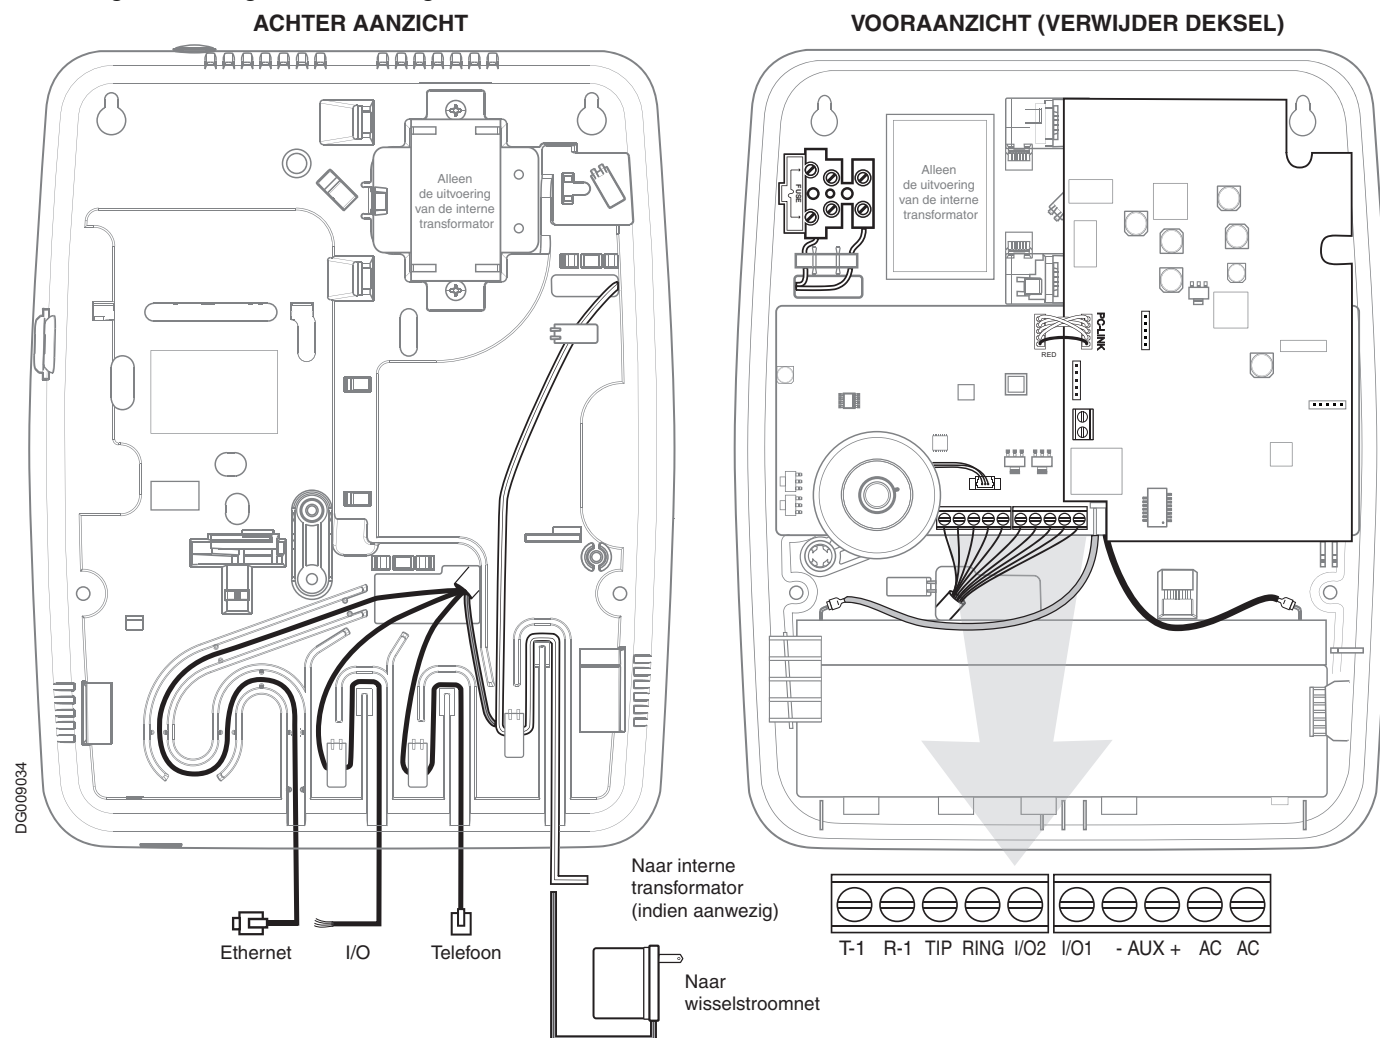 ACHTER AANZICHT
VOORAANZICHT (VERWIJDER DEKSEL)
Alleen
de uitvoering
van de interne
transformator
Alleen
de uitvoering
van de interne
transformator
FUSE
PC-LINK
RED
DG009034
Naar interne
transformator
(indien aanwezig)
Ethernet
I/O
Telefoon
Naar
wisselstroomnet
T-1 R-1 TIP RING I/O2 I/O1 - AUX + AC AC